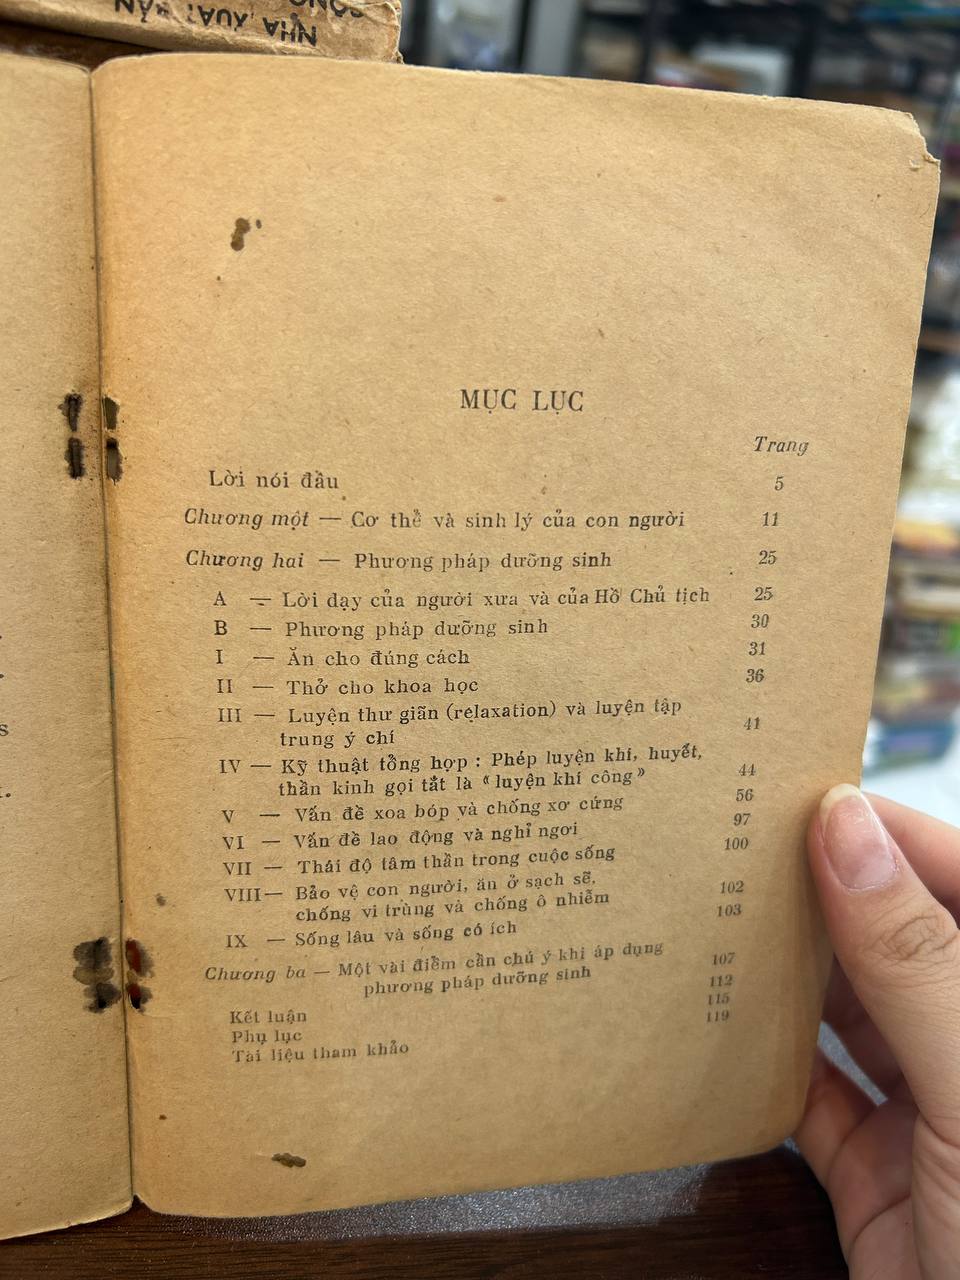 NHÀ XUẤT BẢN
SÔNG
s
MỤC LỤC
Trang
Lời nói đầu 5
Chương một — Cơ thể và sinh lý của con người 11
Chương hai — Phương pháp dưỡng sinh 25
A — Lời dạy của người xưa và của Hồ Chủ tịch 25
B — Phương pháp dưỡng sinh 30
I — Ăn cho đúng cách 31
II — Thở cho khoa học 36
III — Luyện thư giãn (relaxation) và luyện tập
trung ý chí 41
IV — Kỹ thuật tổng hợp : Phép luyện khí, huyết,
thần kinh gọi tắt là « luyện khí công » 44
V — Vấn đề xoa bóp và chống xơ cứng 56
VI — Vấn đề lao động và nghỉ ngơi 97
VII — Thái độ tâm thần trong cuộc sống 100
VIII — Bảo vệ con người, ăn ở sạch sẽ,
chống vi trùng và chống ô nhiễm 102
IX — Sống lâu và sống có ích 103
Chương ba — Một vài điểm cần chú ý khi áp dụng
phương pháp dưỡng sinh 107
Kết luận 112
Phụ lục 115
Tài liệu tham khảo 119